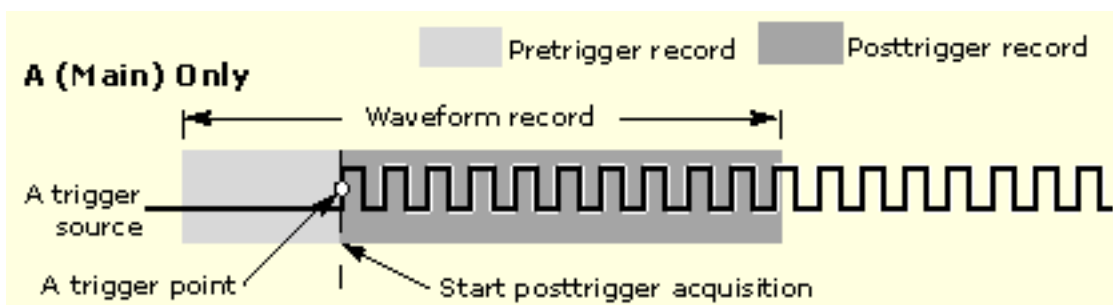 Pretrigger record
Posttrigger record
A (Main) Only
Waveform record
A trigger
source
A trigger point
Start posttrigger acquisition